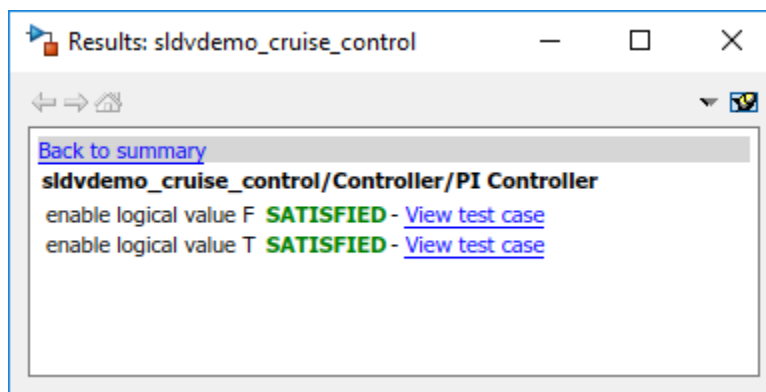 Results: sldvdemo_cruise_control
Back to summary
sldvdemo_cruise_control/Controller/PI Controller
enable logical value F SATISFIED - View test case
enable logical value T SATISFIED - View test case